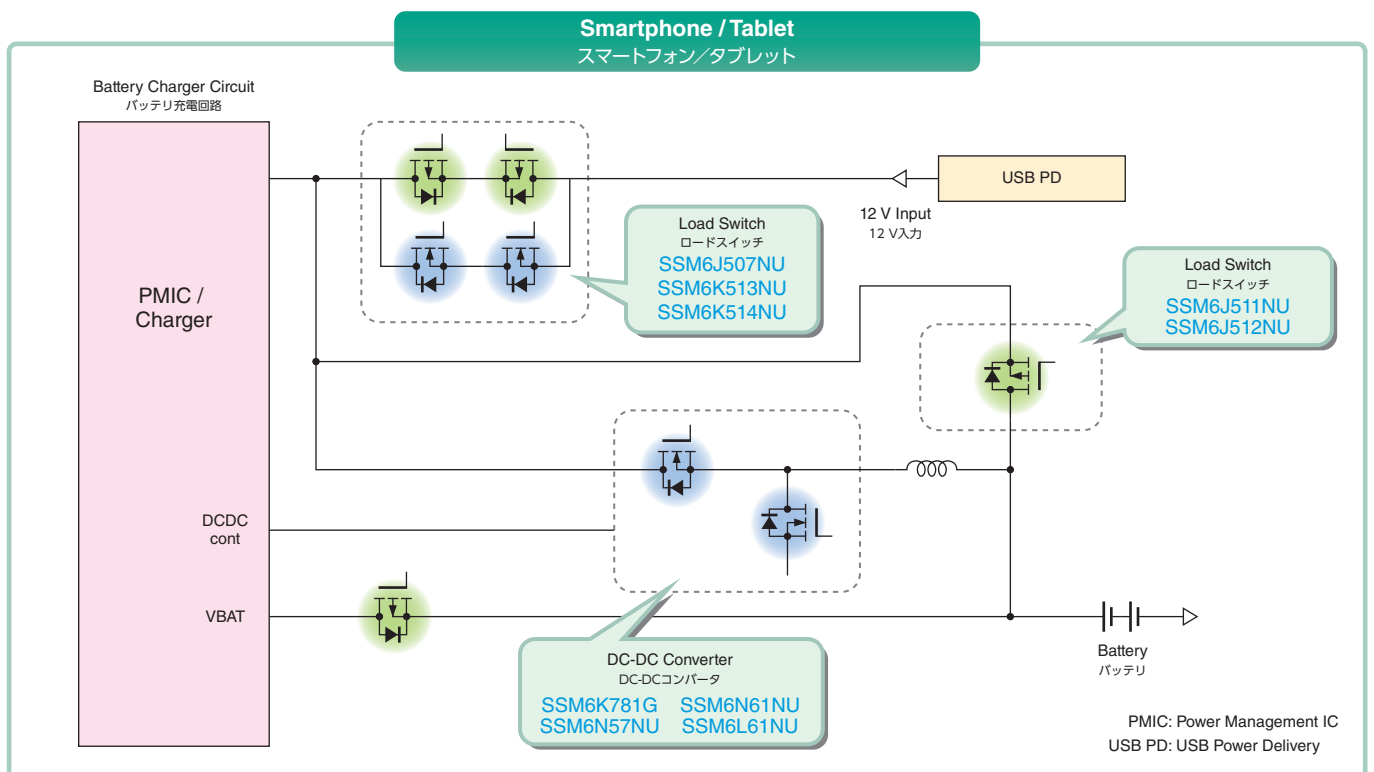 Smartphone / Tablet
スマートフォン／タブレット
Battery Charger Circuit
バッテリ充電回路
PMIC /
Charger
DCDC
cont
VBAT
USB PD
12 V Input
12 V入力
Load Switch
ロードスイッチ
SSM6J507NU
SSM6K513NU
SSM6K514NU
Load Switch
ロードスイッチ
SSM6J511NU
SSM6J512NU
DC-DC Converter
DC-DCコンバータ
SSM6K781G SSM6N61NU
SSM6N57NU SSM6L61NU
Battery
バッテリ
PMIC: Power Management IC
USB PD: USB Power Delivery